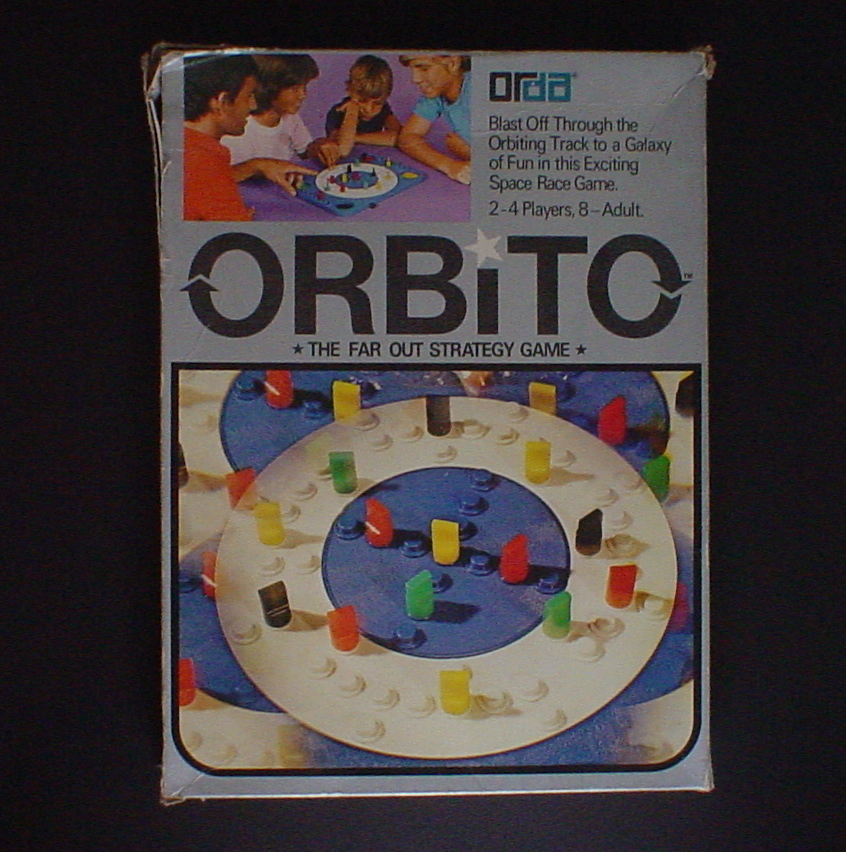 orda
Blast Off Through the
Orbiting Track to a Galaxy
of Fun in this Exciting
Space Race Game.
2-4 Players, 8-Adult.
ORBiTO™
★ THE FAR OUT STRATEGY GAME ★